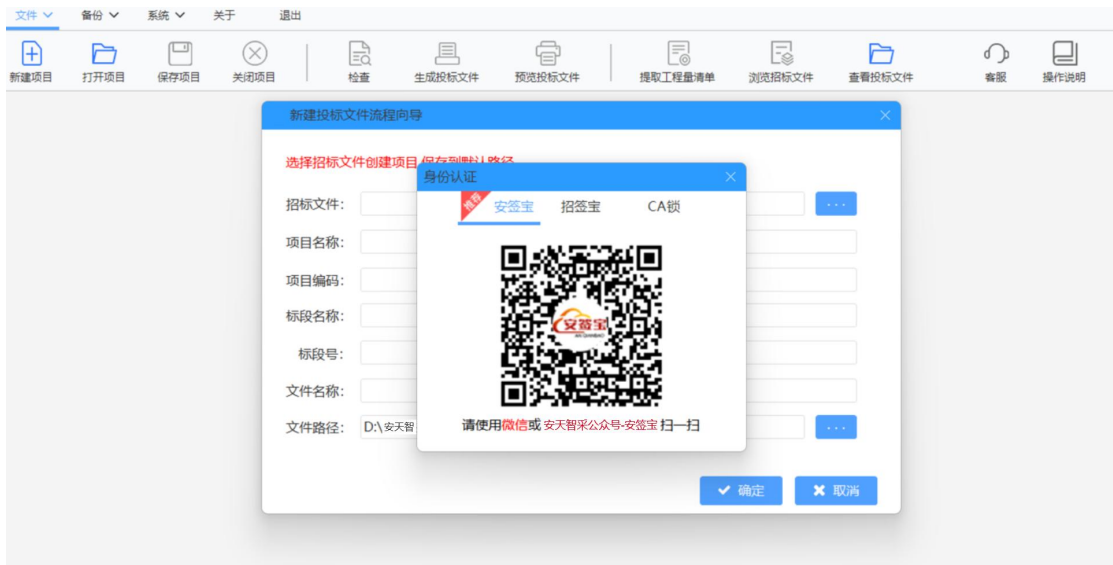 文件 备份 系统 关于 退出
新建项目 打开项目 保存项目 关闭项目 检查 生成投标文件 预览投标文件 提取工程量清单 浏览招标文件 查看投标文件 客服 操作说明
新建投标文件流程向导
选择招标文件创建项目,保存到默认路径
身份认证
推荐 安签宝 招签宝 CA锁
招标文件：
项目名称：
项目编码：
标段名称：
安签宝
标段号：
文件名称：
文件路径： D:\安天智
请使用微信或 安天智采公众号-安签宝 扫一扫
确定 取消